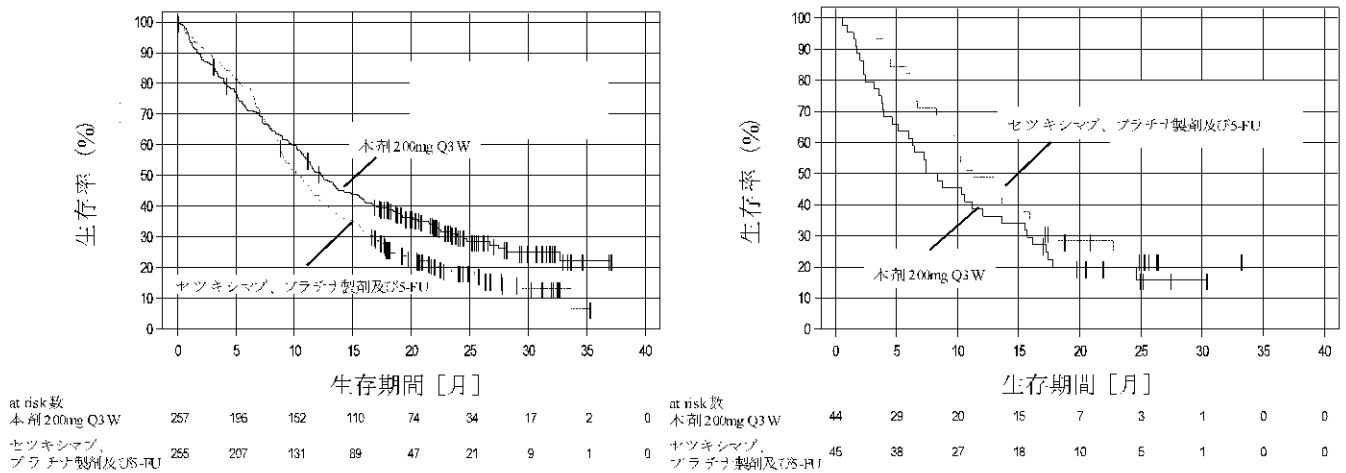 100
90
80
70
60
50
40
30
20
10
0
生存率 (%)
本剤200mg Q3W
セツキシマブ、プラチナ製剤及び5-FU
0 5 10 15 20 25 30 35 40
生存期間 [月]
at risk数
本剤200mg Q3W 257 196 152 110 74 34 17 2 0
セツキシマブ、
プラチナ製剤及び5-FU 255 207 131 89 47 21 9 1 0
100
90
80
70
60
50
40
30
20
10
0
生存率 (%)
セツキシマブ、プラチナ製剤及び5-FU
本剤200mg Q3W
0 5 10 15 20 25 30 35 40
生存期間 [月]
at risk数
本剤200mg Q3W 44 29 20 15 7 3 1 0 0
セツキシマブ、
プラチナ製剤及び5-FU 45 38 27 18 10 5 1 0 0